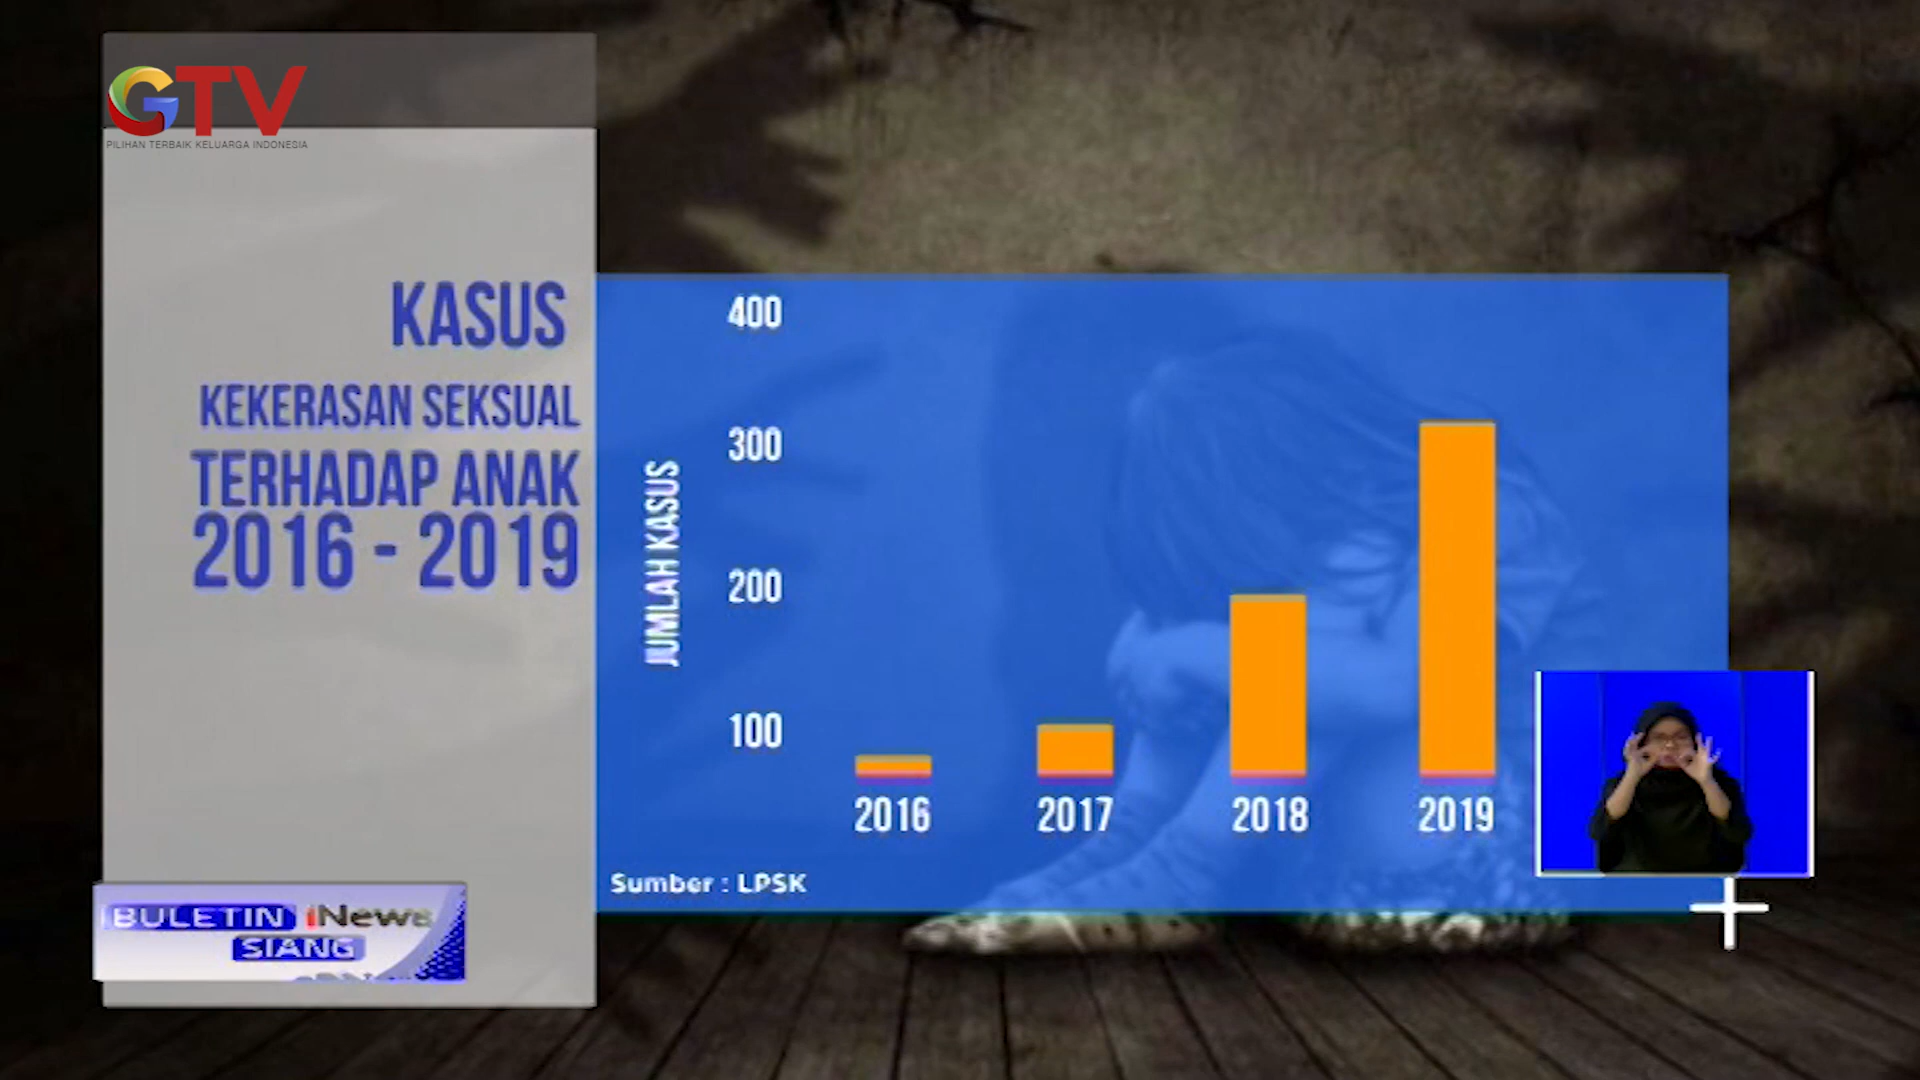 GTV
PILIHAN TERBAIK KELUARGA INDONESIA
KASUS
KEKERASAN SEKSUAL
TERHADAP ANAK
2016 - 2019
JUMLAH KASUS
400
300
200
100
2016 2017 2018 2019
Sumber : LPSK
BULETIN iNews
SIANG